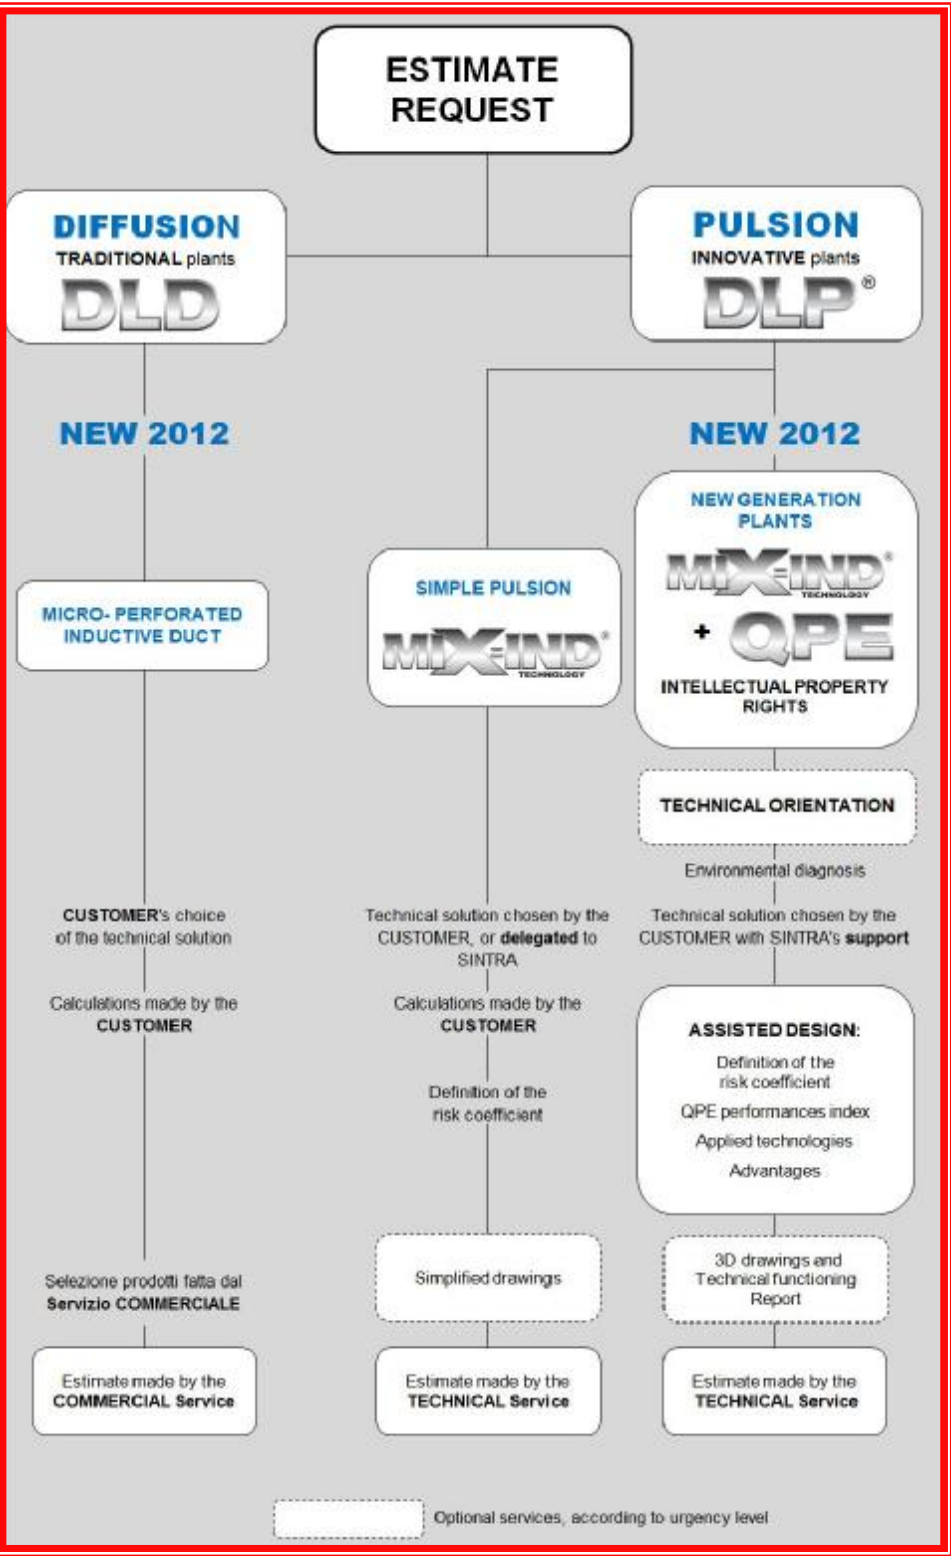 ESTIMATE
REQUEST
DIFFUSION
TRADITIONAL plants
DLD
PULSION
INNOVATIVE plants
DLP®
NEW 2012
NEW 2012
MICRO- PERFORATED
INDUCTIVE DUCT
SIMPLE PULSION
MIX=IND®
TECHNOLOGY
NEW GENERATION
PLANTS
MIX=IND®
TECHNOLOGY
+ QPE
INTELLECTUAL PROPERTY
RIGHTS
TECHNICAL ORIENTATION
Environmental diagnosis
CUSTOMER's choice
of the technical solution
Calculations made by the
CUSTOMER
Selezione prodotti fatta dal
Servizio COMMERCIALE
Estimate made by the
COMMERCIAL Service
Technical solution chosen by the
CUSTOMER, or delegated to
SINTRA
Calculations made by the
CUSTOMER
Definition of the
risk coefficient
Simplified drawings
Estimate made by the
TECHNICAL Service
Technical solution chosen by the
CUSTOMER with SINTRA's support
ASSISTED DESIGN:
Definition of the
risk coefficient
QPE performances index
Applied technologies
Advantages
3D drawings and
Technical functioning
Report
Estimate made by the
TECHNICAL Service
Optional services, according to urgency level